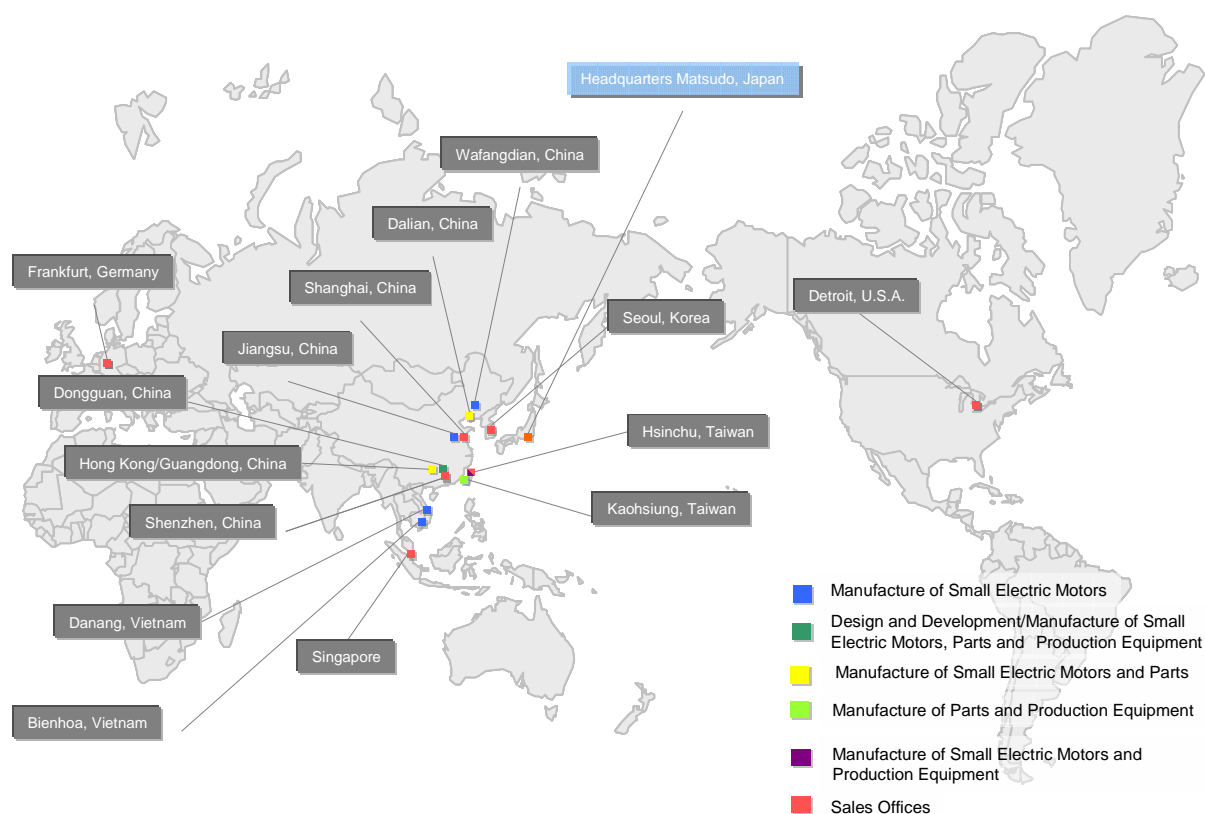 Headquarters Matsudo, Japan
Wafangdian, China
Dalian, China
Frankfurt, Germany
Shanghai, China
Detroit, U.S.A.
Seoul, Korea
Jiangsu, China
Dongguan, China
Hsinchu, Taiwan
Hong Kong/Guangdong, China
Kaohsiung, Taiwan
Shenzhen, China
Danang, Vietnam
Singapore
Bienhoa, Vietnam
Manufacture of Small Electric Motors
Design and Development/Manufacture of Small
Electric Motors, Parts and Production Equipment
Manufacture of Small Electric Motors and Parts
Manufacture of Parts and Production Equipment
Manufacture of Small Electric Motors and
Production Equipment
Sales Offices